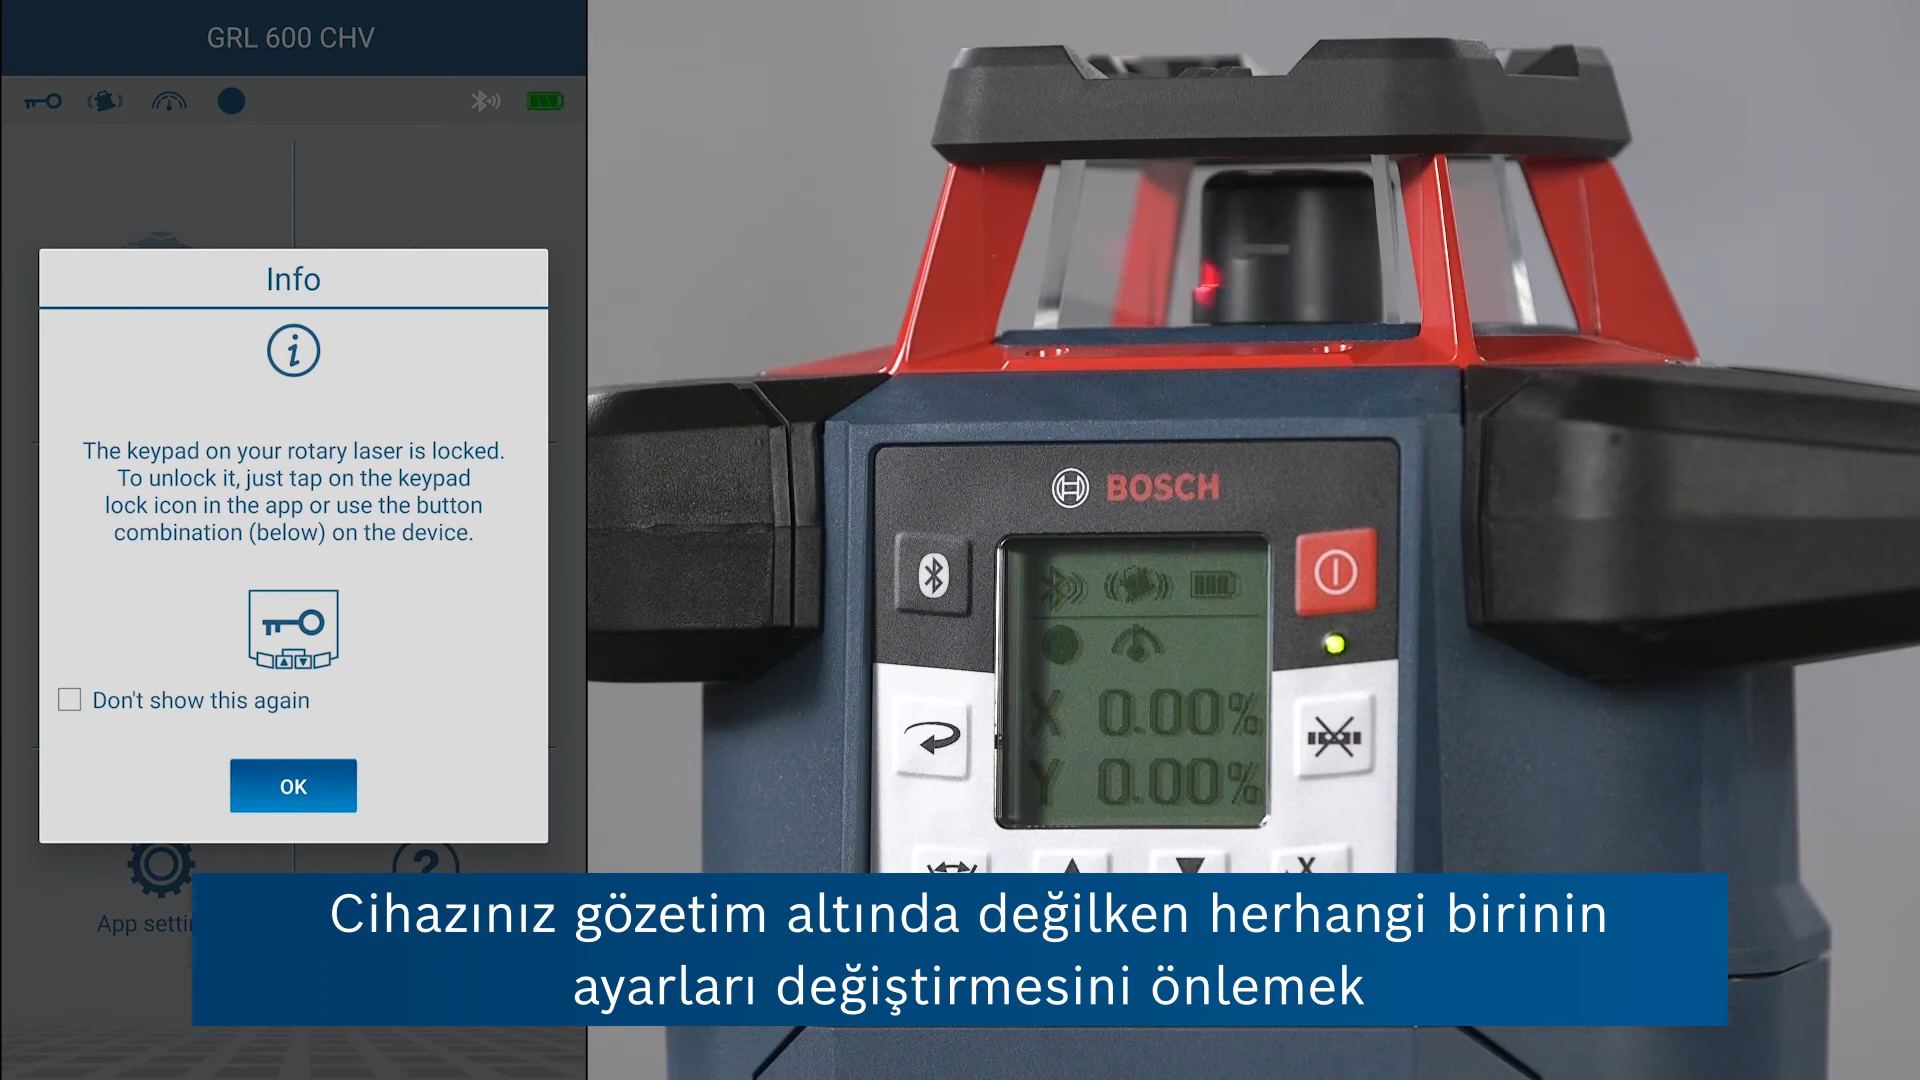 GRL 600 CHV
Info
The keypad on your rotary laser is locked.
To unlock it, just tap on the keypad
lock icon in the app or use the button
combination (below) on the device.
Don't show this again
OK
?
BOSCH
X 0.00%
Y 0.00%
X
Cihazınız gözetim altında değilken herhangi birinin
ayarları değiştirmesini önlemek